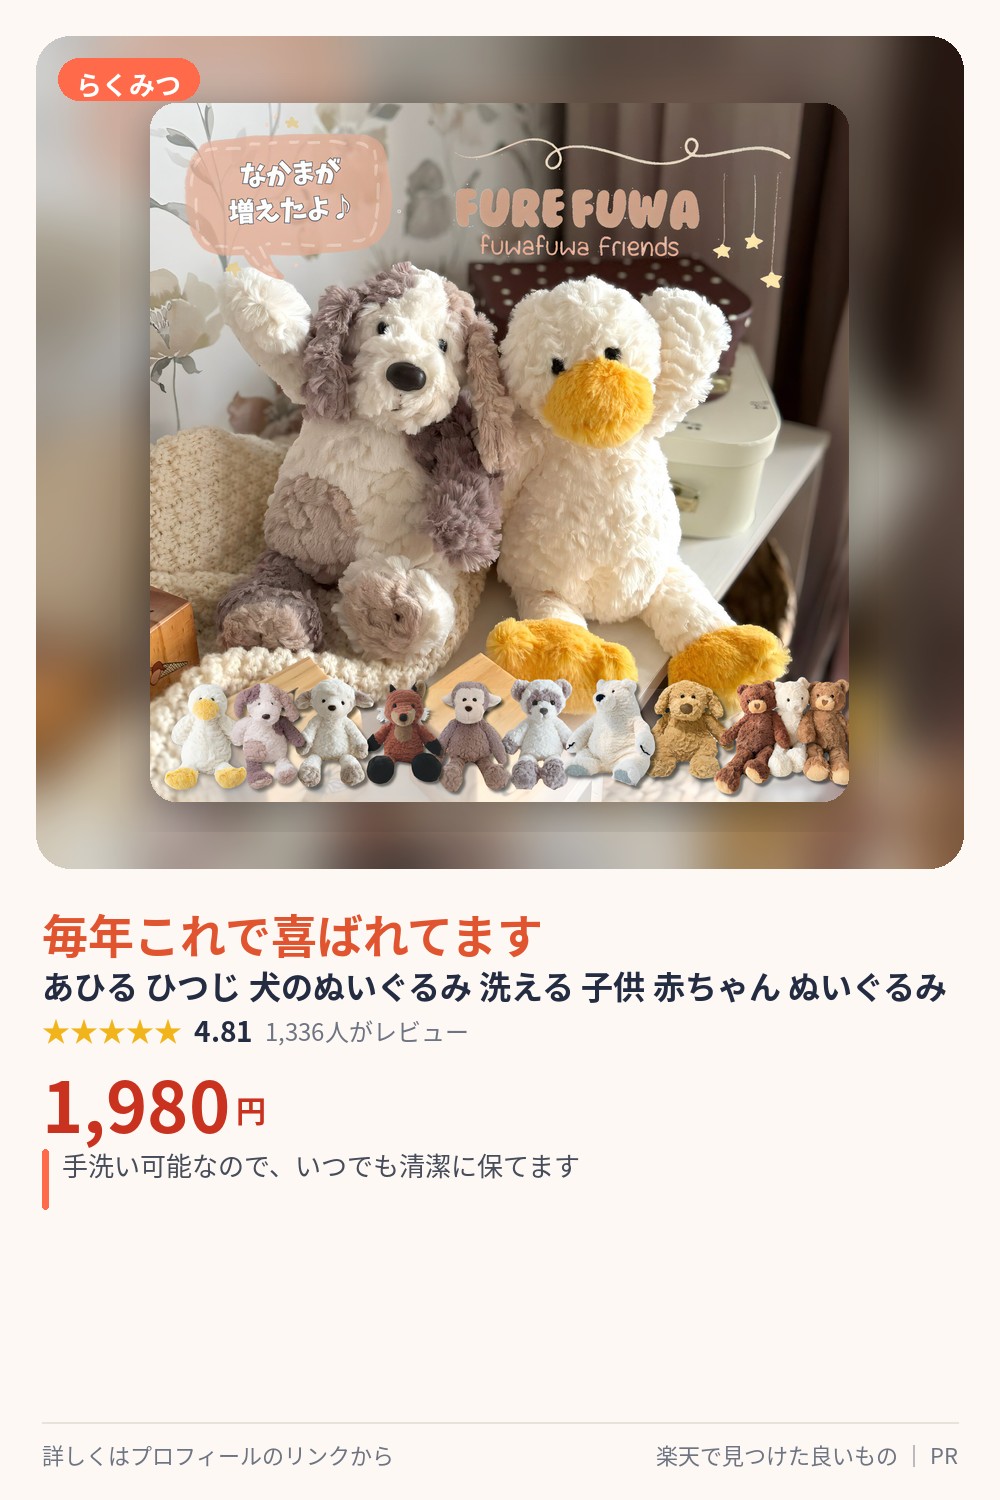 らくみつ
なかまが
増えたよ♪
FURE FUWA
fuwafuwa Friends
毎年これで喜ばれてます
あひる ひつじ 犬のぬいぐるみ 洗える 子供 赤ちゃん ぬいぐるみ
★★★★★ 4.81 1,336人がレビュー
1,980円
手洗い可能なので、いつでも清潔に保てます
詳しくはプロフィールのリンクから
楽天で見つけた良いもの | PR